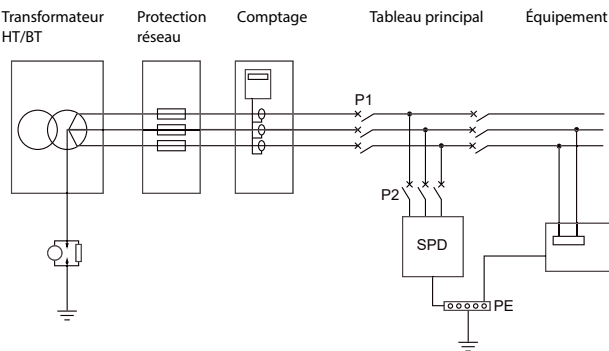 Transformateur
HT/BT
Protection
réseau
Comptage
Tableau principal
Équipement
P1
P2
SPD
PE